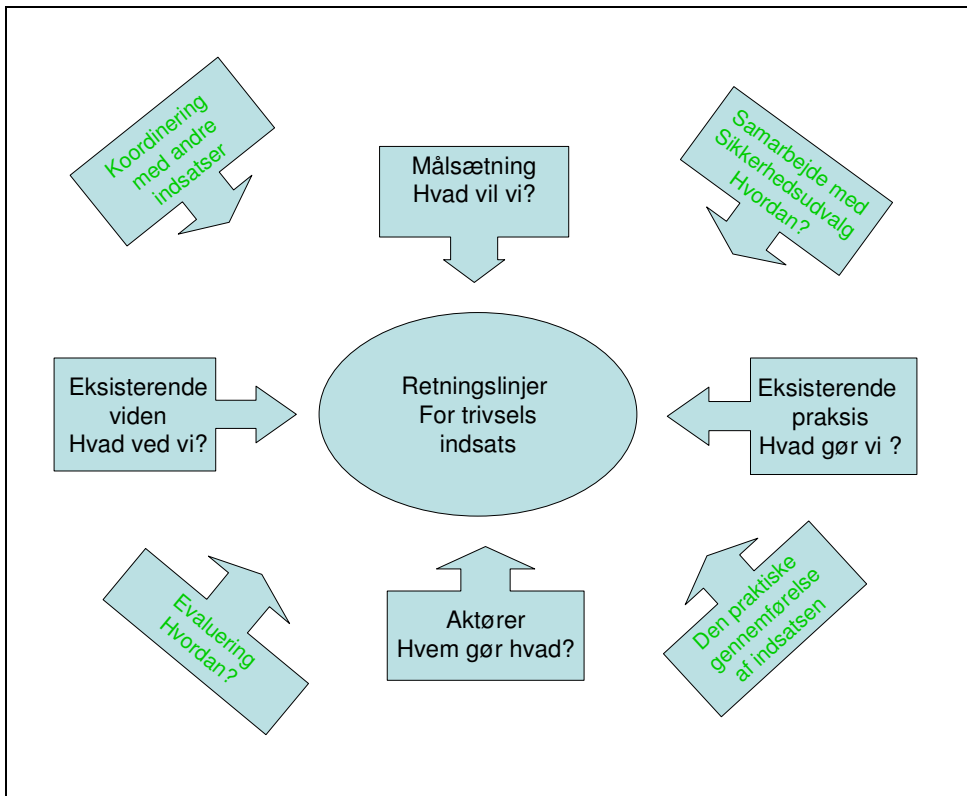 Koordinering
med andre
indsatser
Målsætning
Hvad vil vi?
Samarbejde med
Sikkerhedsudvalg
Hvordan?
Eksisterende
viden
Hvad ved vi?
Retningslinjer
For trivsels
indsats
Eksisterende
praksis
Hvad gør vi ?
Evaluering
Hvordan?
Aktører
Hvem gør hvad?
Den praktiske
gennemførelse
af indsatsen